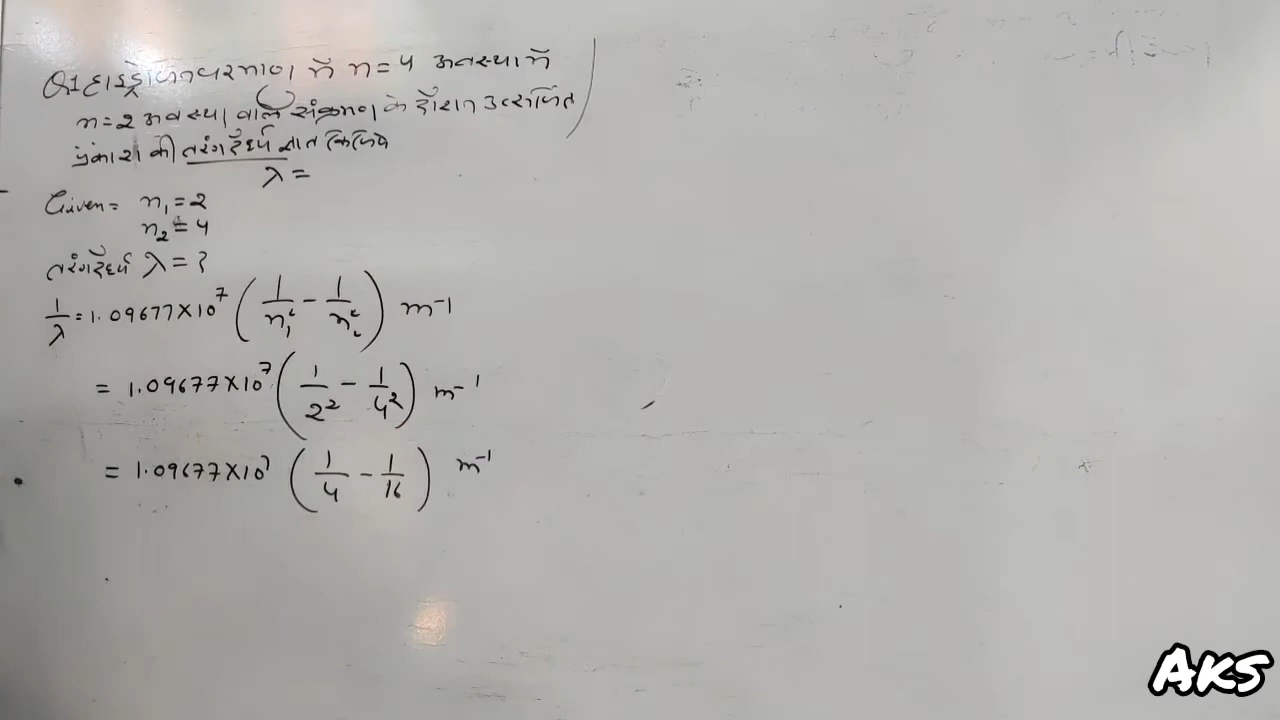 Q1 हाइड्रोजन परमाणु में n=4 अवस्था में
n=2 अवस्था वाले संक्रमण के दौरान उत्सर्जित
प्रकाश की तरंगदैर्ध्य ज्ञात किजिये
λ =
Given= n₁=2
n₂=4
तरंगदैर्ध्य λ=?
1/λ = 1.09677×10⁷ (1/n₁² − 1/n₂²) m⁻¹
= 1.09677×10⁷ (1/2² − 1/4²) m⁻¹
= 1.09677×10⁷ (1/4 − 1/16) m⁻¹
AKS